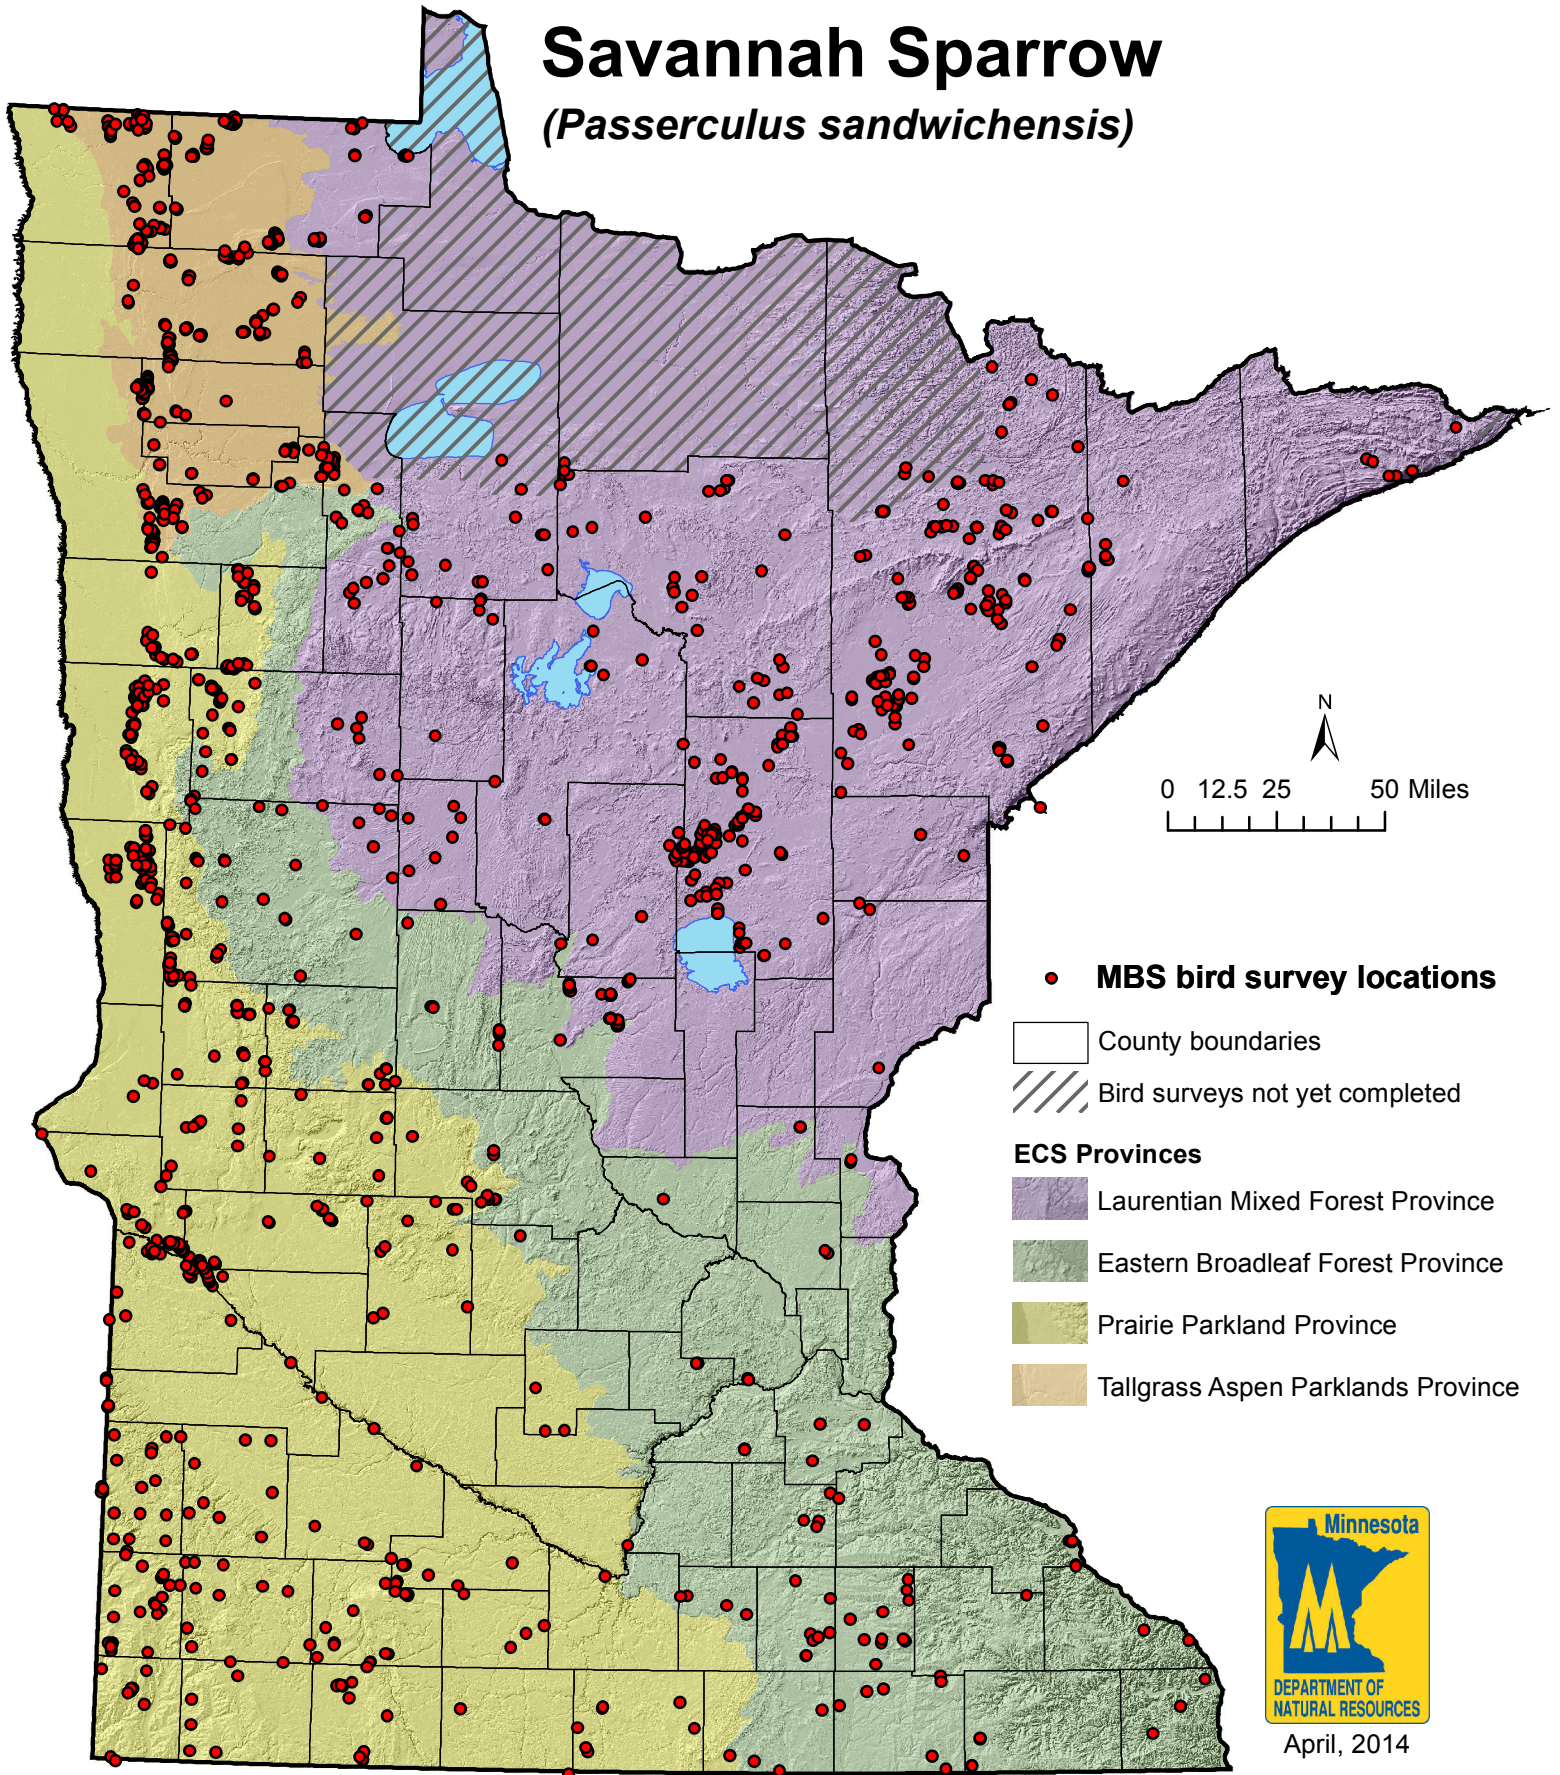 Savannah Sparrow
(Passerculus sandwichensis)
N
0 12.5 25 50 Miles
MBS bird survey locations
County boundaries
Bird surveys not yet completed
ECS Provinces
Laurentian Mixed Forest Province
Eastern Broadleaf Forest Province
Prairie Parkland Province
Tallgrass Aspen Parklands Province
Minnesota
DEPARTMENT OF
NATURAL RESOURCES
April, 2014